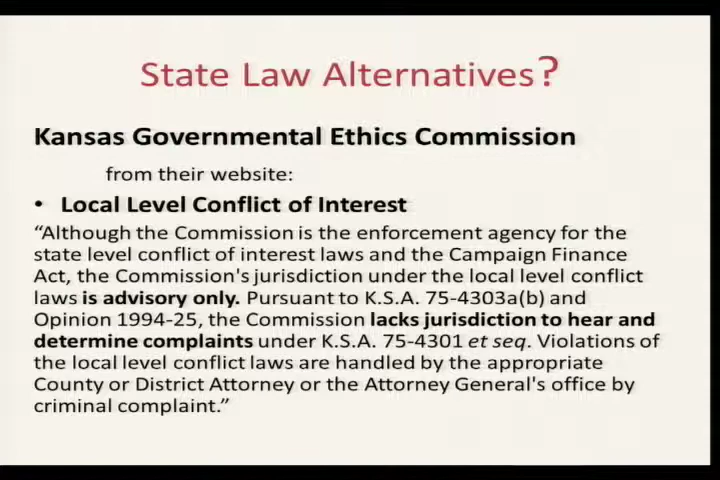 State Law Alternatives?
Kansas Governmental Ethics Commission
from their website:
• Local Level Conflict of Interest
“Although the Commission is the enforcement agency for the
state level conflict of interest laws and the Campaign Finance
Act, the Commission's jurisdiction under the local level conflict
laws is advisory only. Pursuant to K.S.A. 75-4303a(b) and
Opinion 1994-25, the Commission lacks jurisdiction to hear and
determine complaints under K.S.A. 75-4301 et seq. Violations of
the local level conflict laws are handled by the appropriate
County or District Attorney or the Attorney General's office by
criminal complaint.”